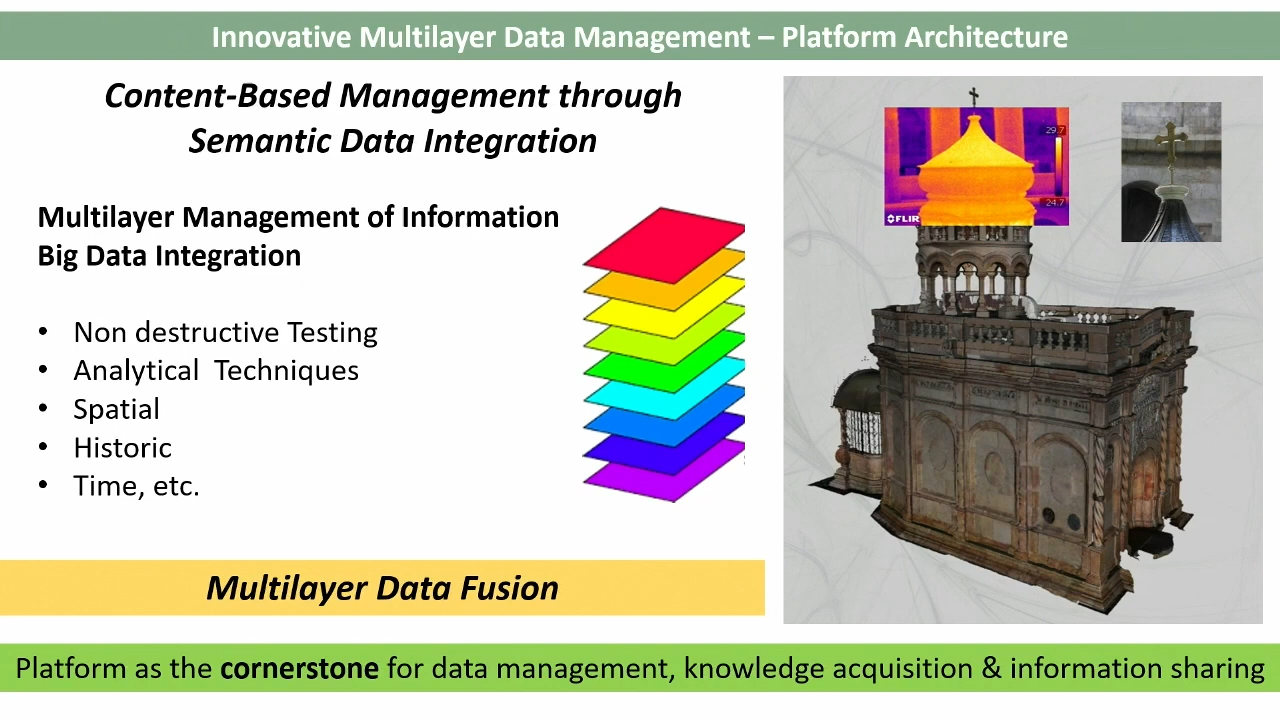 Innovative Multilayer Data Management – Platform Architecture
Content-Based Management through
Semantic Data Integration
Multilayer Management of Information
Big Data Integration
• Non destructive Testing
• Analytical Techniques
• Spatial
• Historic
• Time, etc.
Multilayer Data Fusion
29.7
24.7
FLIR
Platform as the cornerstone for data management, knowledge acquisition & information sharing